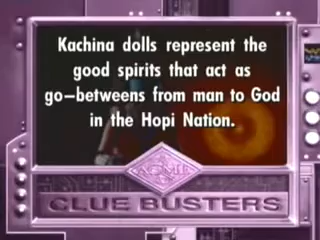 Kachina dolls represent the
good spirits that act as
go-betweens from man to God
in the Hopi Nation.
ACME
CLUE BUSTERS